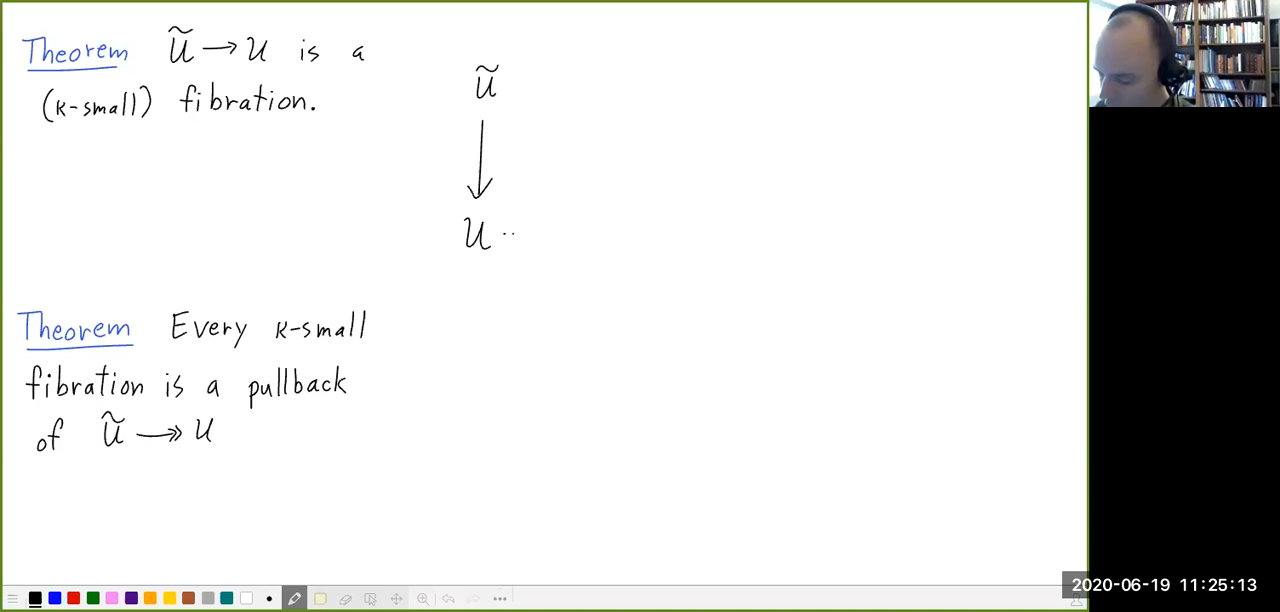 Theorem Ũ → U is a
(κ-small) fibration.
Ũ
↓
U ..
Theorem Every κ-small
fibration is a pullback
of Ũ ↠ U
2020-06-19 11:25:13